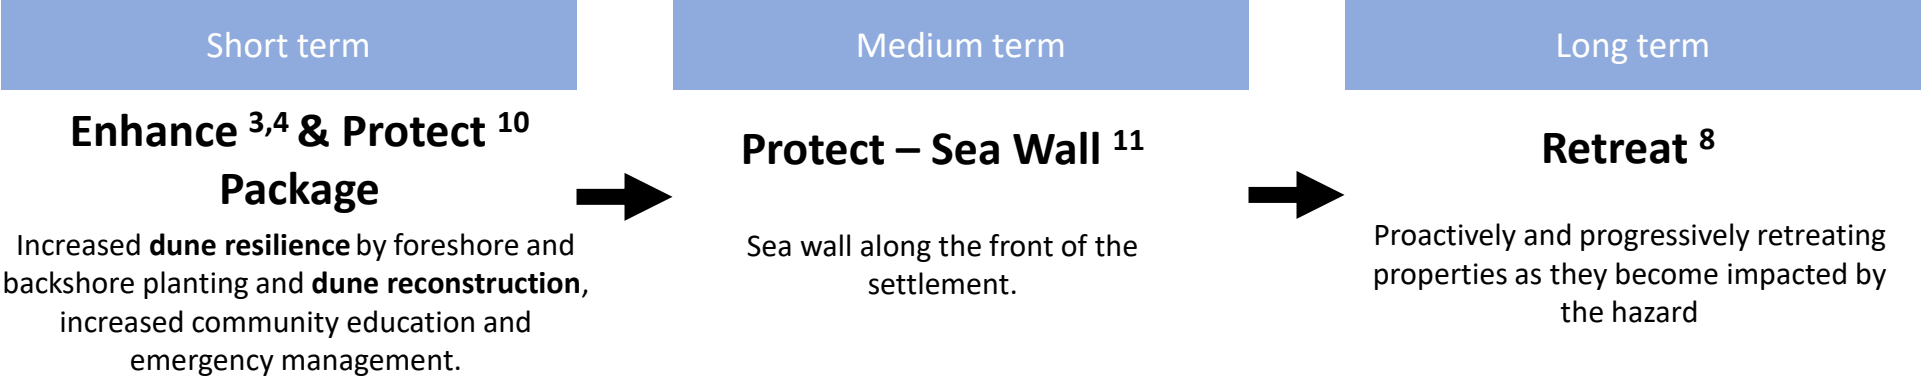 Short term
Enhance 3,4 & Protect 10
Package
Increased dune resilience by foreshore and
backshore planting and dune reconstruction,
increased community education and
emergency management.
Medium term
Protect – Sea Wall 11
Sea wall along the front of the
settlement.
Long term
Retreat 8
Proactively and progressively retreating
properties as they become impacted by
the hazard